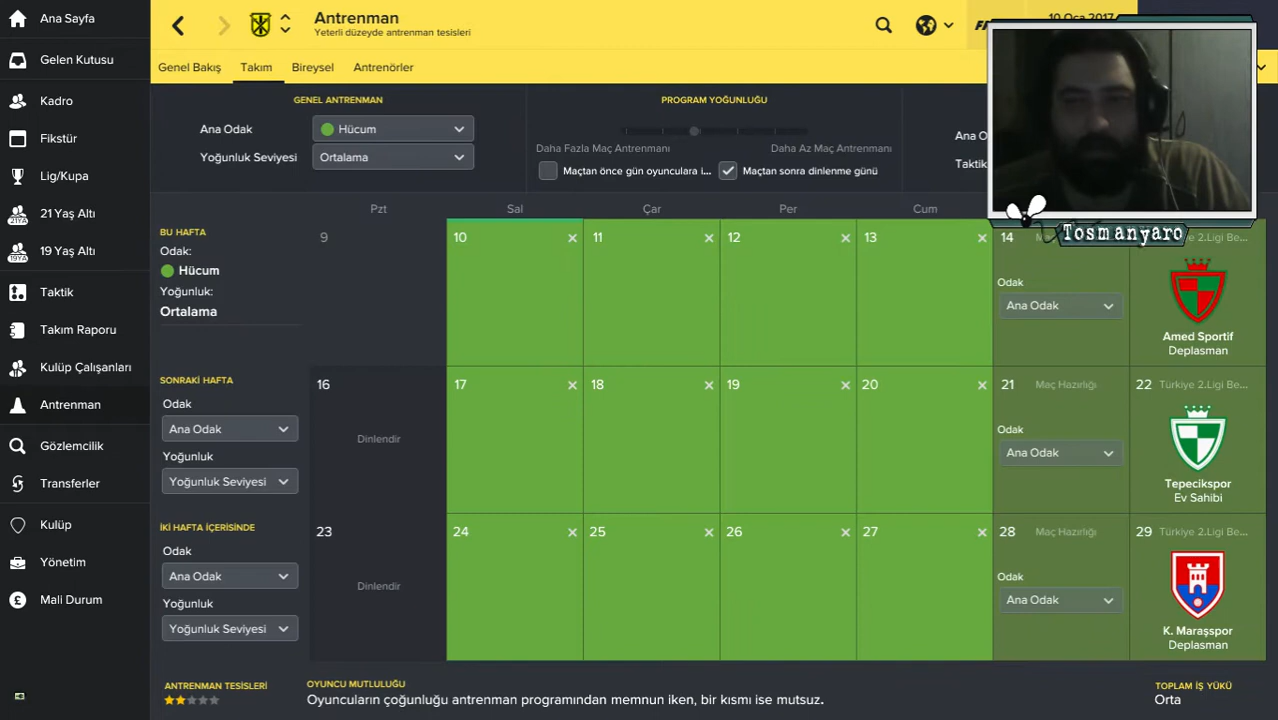 Ana Sayfa
Gelen Kutusu
Kadro
Fikstür
Lig/Kupa
21 Yaş Altı
21YA
19 Yaş Altı
19YA
Taktik
Takım Raporu
Kulüp Çalışanları
Antrenman
Gözlemcilik
Transferler
Kulüp
Yönetim
Mali Durum
Antrenman
Yeterli düzeyde antrenman tesisleri
10 Oca 2017
Genel Bakış
Takım
Bireysel
Antrenörler
GENEL ANTRENMAN
Ana Odak
Hücum
Yoğunluk Seviyesi
Ortalama
PROGRAM YOĞUNLUĞU
Daha Fazla Maç Antrenmanı
Daha Az Maç Antrenmanı
Maçtan önce gün oyunculara i...
Maçtan sonra dinlenme günü
Ana O
Taktik
Tosmanyaro
Pzt
Sal
Çar
Per
Cum
BU HAFTA
Odak:
Hücum
Yoğunluk:
Ortalama
9
10
11
12
13
14
Odak
Ana Odak
Türkiye 2.Ligi Be...
Amed Sportif
Deplasman
SONRAKİ HAFTA
Odak
Ana Odak
Yoğunluk
Yoğunluk Seviyesi
16
Dinlendir
17
18
19
20
21 Maç Hazırlığı
Odak
Ana Odak
22 Türkiye 2.Ligi Be...
Tepecikspor
Ev Sahibi
İKİ HAFTA İÇERİSİNDE
Odak
Ana Odak
Yoğunluk
Yoğunluk Seviyesi
23
Dinlendir
24
25
26
27
28 Maç Hazırlığı
Odak
Ana Odak
29 Türkiye 2.Ligi Be...
K. Maraşspor
Deplasman
ANTRENMAN TESİSLERİ
OYUNCU MUTLULUĞU
Oyuncuların çoğunluğu antrenman programından memnun iken, bir kısmı ise mutsuz.
TOPLAM İŞ YÜKÜ
Orta